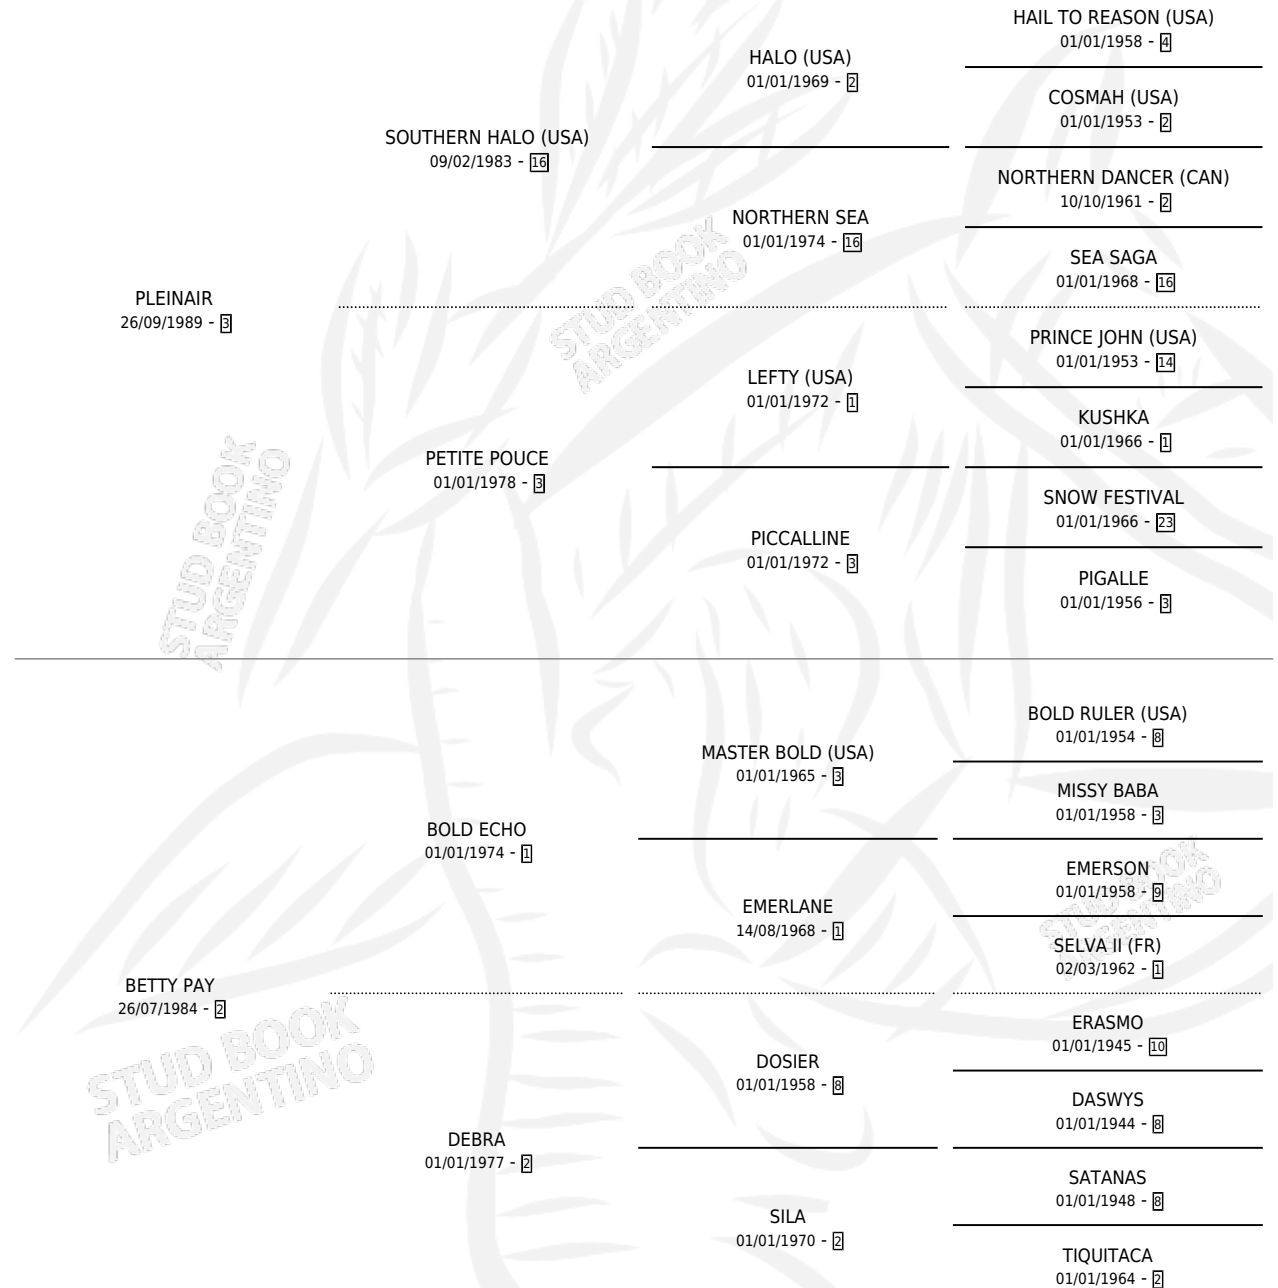 HAIL TO REASON (USA)
01/01/1958 - 4
HALO (USA)
01/01/1969 - 2
COSMAH (USA)
01/01/1953 - 2
SOUTHERN HALO (USA)
09/02/1983 - 16
NORTHERN DANCER (CAN)
10/10/1961 - 2
NORTHERN SEA
01/01/1974 - 16
SEA SAGA
01/01/1968 - 16
PLEINAIR
26/09/1989 - 3
PRINCE JOHN (USA)
01/01/1953 - 14
LEFTY (USA)
01/01/1972 - 1
KUSHKA
01/01/1966 - 1
PETITE POUCE
01/01/1978 - 3
SNOW FESTIVAL
01/01/1966 - 23
PICCALLINE
01/01/1972 - 3
PIGALLE
01/01/1956 - 3
BOLD RULER (USA)
01/01/1954 - 8
MASTER BOLD (USA)
01/01/1965 - 3
MISSY BABA
01/01/1958 - 3
BOLD ECHO
01/01/1974 - 1
EMERSON
01/01/1958 - 9
EMERLANE
14/08/1968 - 1
SELVA II (FR)
02/03/1962 - 1
BETTY PAY
26/07/1984 - 2
ERASMO
01/01/1945 - 10
DOSIER
01/01/1958 - 8
DASWYS
01/01/1944 - 8
DEBRA
01/01/1977 - 2
SATANAS
01/01/1948 - 8
SILA
01/01/1970 - 2
TIQUITACA
01/01/1964 - 2
STUD BOOK
ARGENTINO
STUD BOOK
ARGENTINO
STUD BOOK
ARGENTINO
STUD BOOK
ARGENTINO